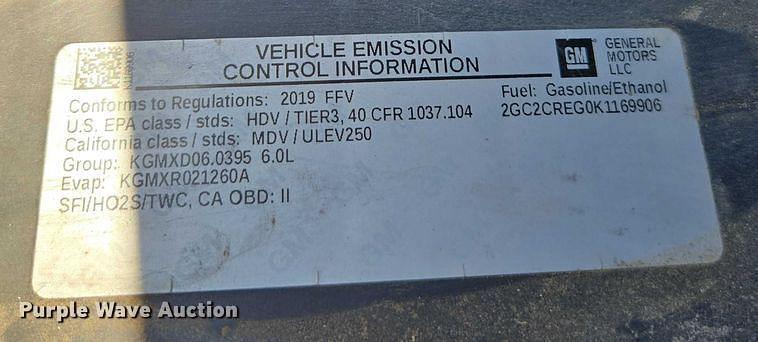 VEHICLE EMISSION
CONTROL INFORMATION
GM
GENERAL
MOTORS
LLC
Conforms to Regulations: 2019 FFV
Fuel: Gasoline/Ethanol
U.S. EPA class / stds: HDV / TIER3, 40 CFR 1037.104
2GC2CREG0K1169906
California class / stds: MDV / ULEV250
Group: KGMXD06.0395 6.0L
Evap: KGMXR021260A
SFI/HO2S/TWC, CA OBD: II
Purple Wave Auction